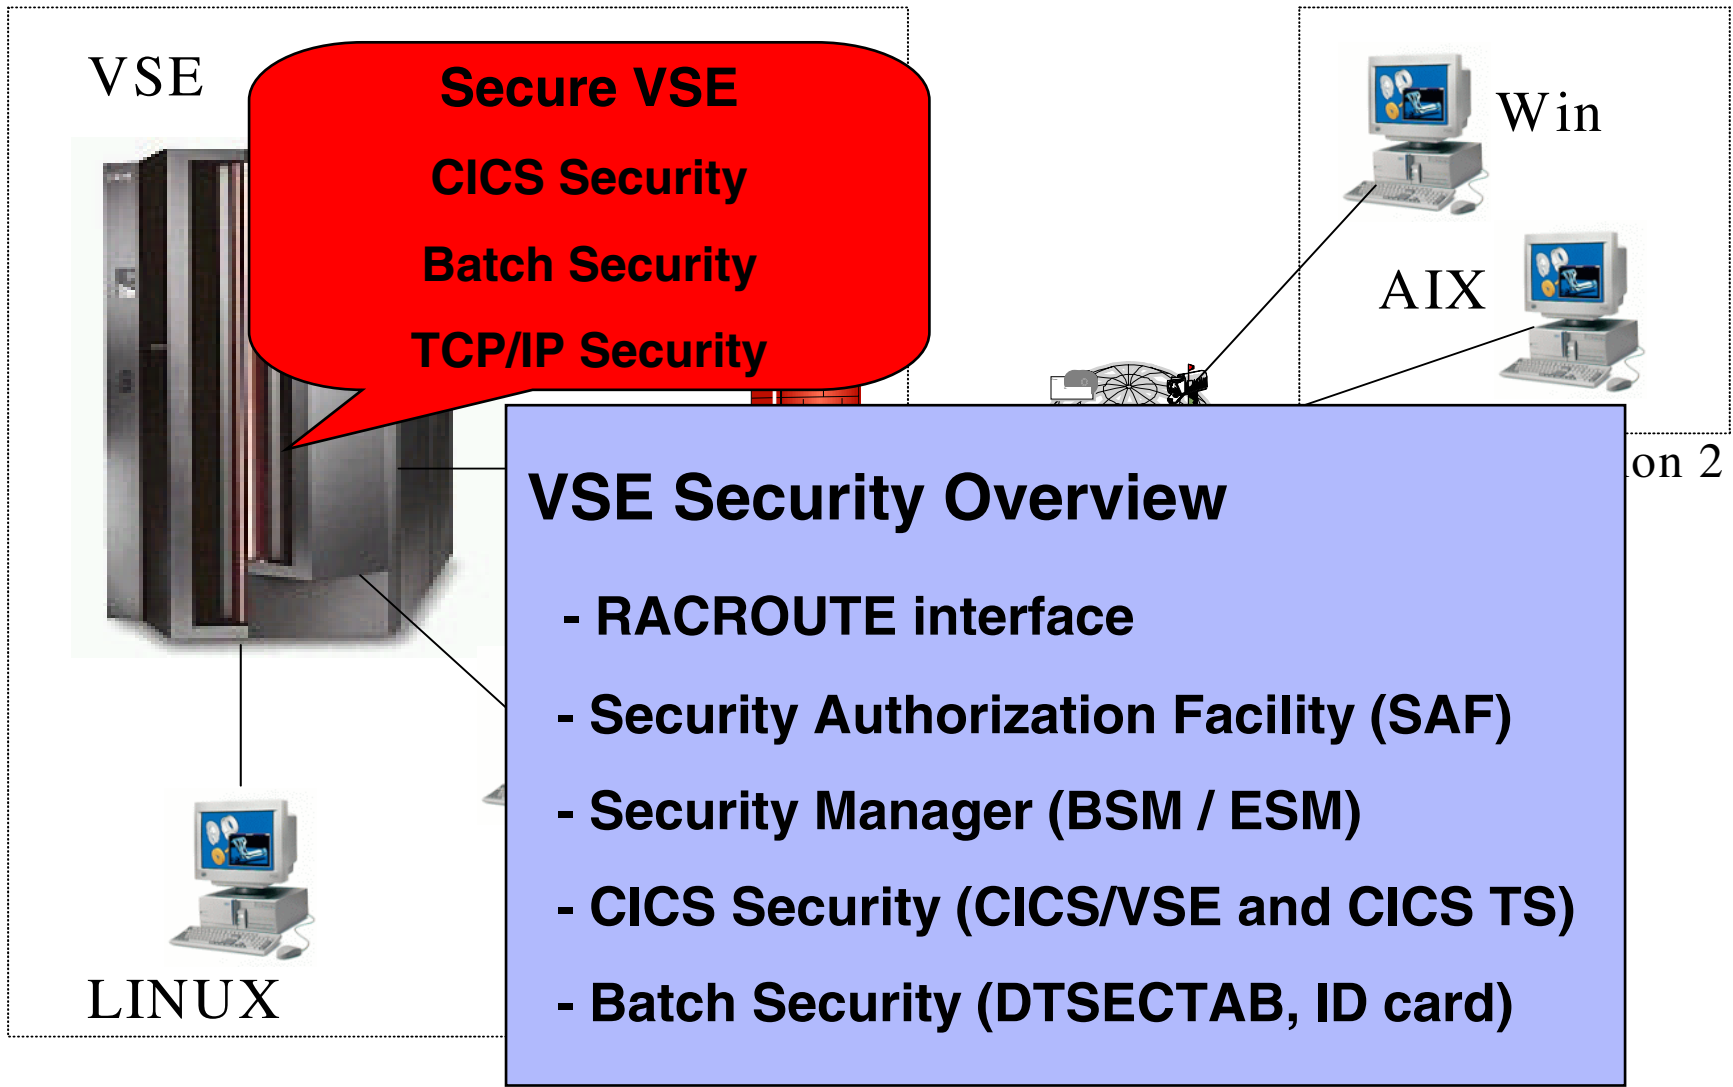 VSE
Secure VSE
CICS Security
Batch Security
TCP/IP Security
Win
AIX
on 2
VSE Security Overview
- RACROUTE interface
- Security Authorization Facility (SAF)
- Security Manager (BSM / ESM)
- CICS Security (CICS/VSE and CICS TS)
- Batch Security (DTSECTAB, ID card)
LINUX